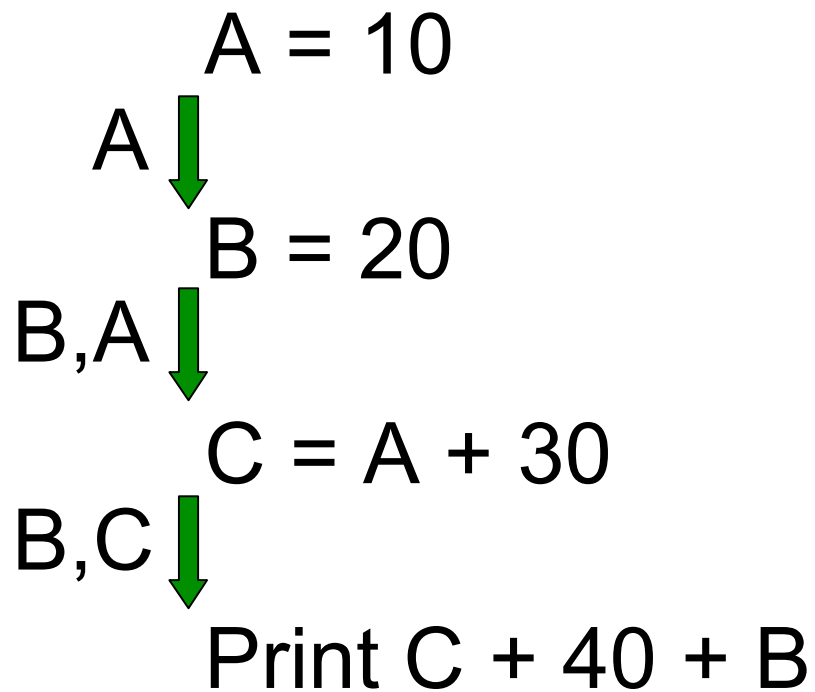 A = 10
A
B = 20
B,A
C = A + 30
B,C
Print C + 40 + B